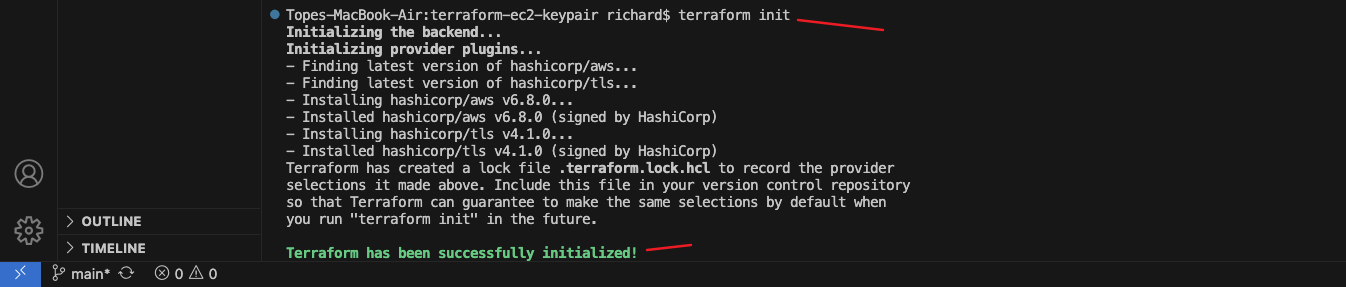 Topes-MacBook-Air:terraform-ec2-keypair richard$ terraform init
Initializing the backend...
Initializing provider plugins...
- Finding latest version of hashicorp/aws...
- Finding latest version of hashicorp/tls...
- Installing hashicorp/aws v6.8.0...
- Installed hashicorp/aws v6.8.0 (signed by HashiCorp)
- Installing hashicorp/tls v4.1.0...
- Installed hashicorp/tls v4.1.0 (signed by HashiCorp)
Terraform has created a lock file .terraform.lock.hcl to record the provider
selections it made above. Include this file in your version control repository
so that Terraform can guarantee to make the same selections by default when
you run "terraform init" in the future.
Terraform has been successfully initialized!
OUTLINE
TIMELINE
main* 0 0